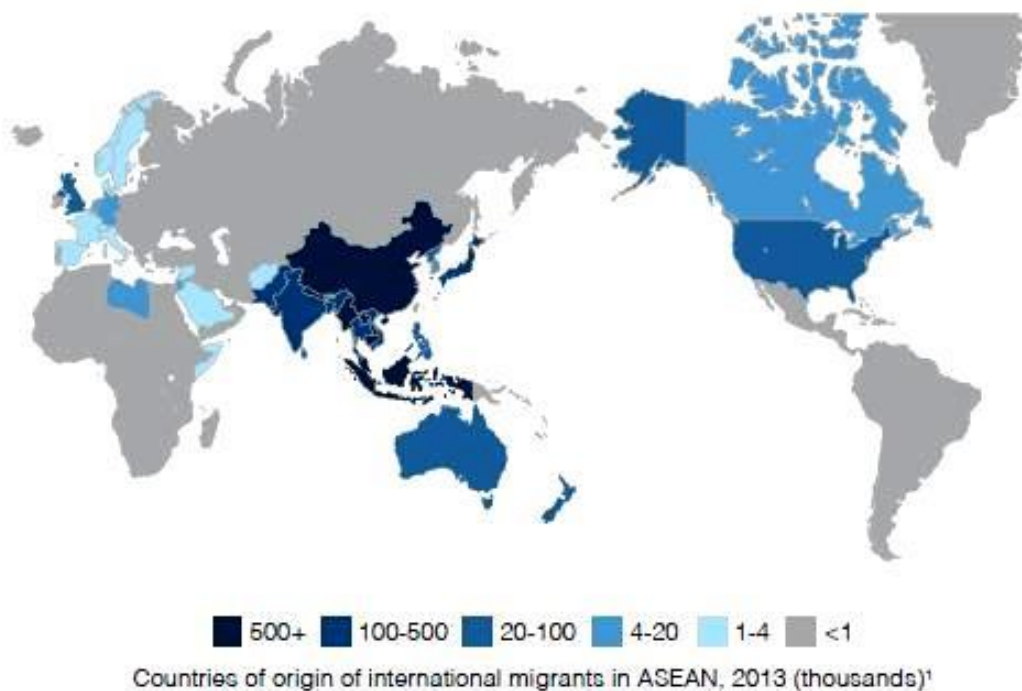 500+ 100-500 20-100 4-20 1-4 <1
Countries of origin of international migrants in ASEAN, 2013 (thousands)¹